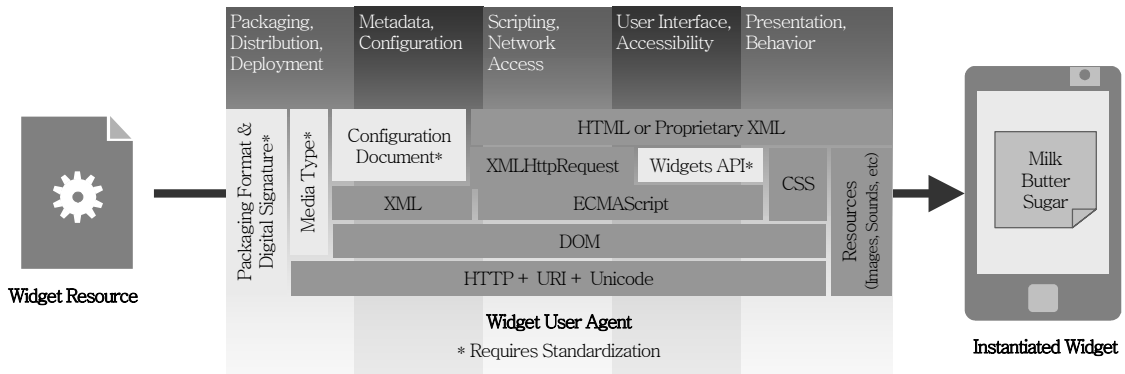 Packaging,
Distribution,
Deployment
Metadata,
Configuration
Scripting,
Network
Access
User Interface,
Accessibility
Presentation,
Behavior
Packaging Format &
Digital Signature*
Media Type*
Configuration
Document*
HTML or Proprietary XML
XMLHttpRequest
Widgets API*
CSS
XML
ECMAScript
DOM
HTTP + URI + Unicode
Resources
(Images, Sounds, etc)
Widget Resource
Widget User Agent
* Requires Standardization
Milk
Butter
Sugar
Instantiated Widget